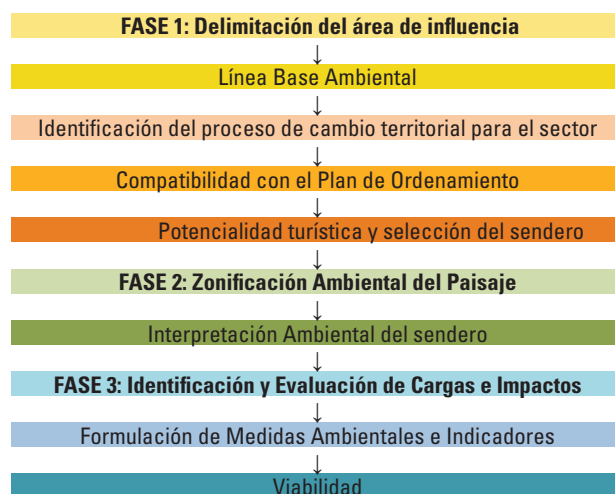 FASE 1: Delimitación del área de influencia
↓
Línea Base Ambiental
↓
Identificación del proceso de cambio territorial para el sector
↓
Compatibilidad con el Plan de Ordenamiento
↓
Potencialidad turística y selección del sendero
↓
FASE 2: Zonificación Ambiental del Paisaje
↓
Interpretación Ambiental del sendero
↓
FASE 3: Identificación y Evaluación de Cargas e Impactos
↓
Formulación de Medidas Ambientales e Indicadores
↓
Viabilidad